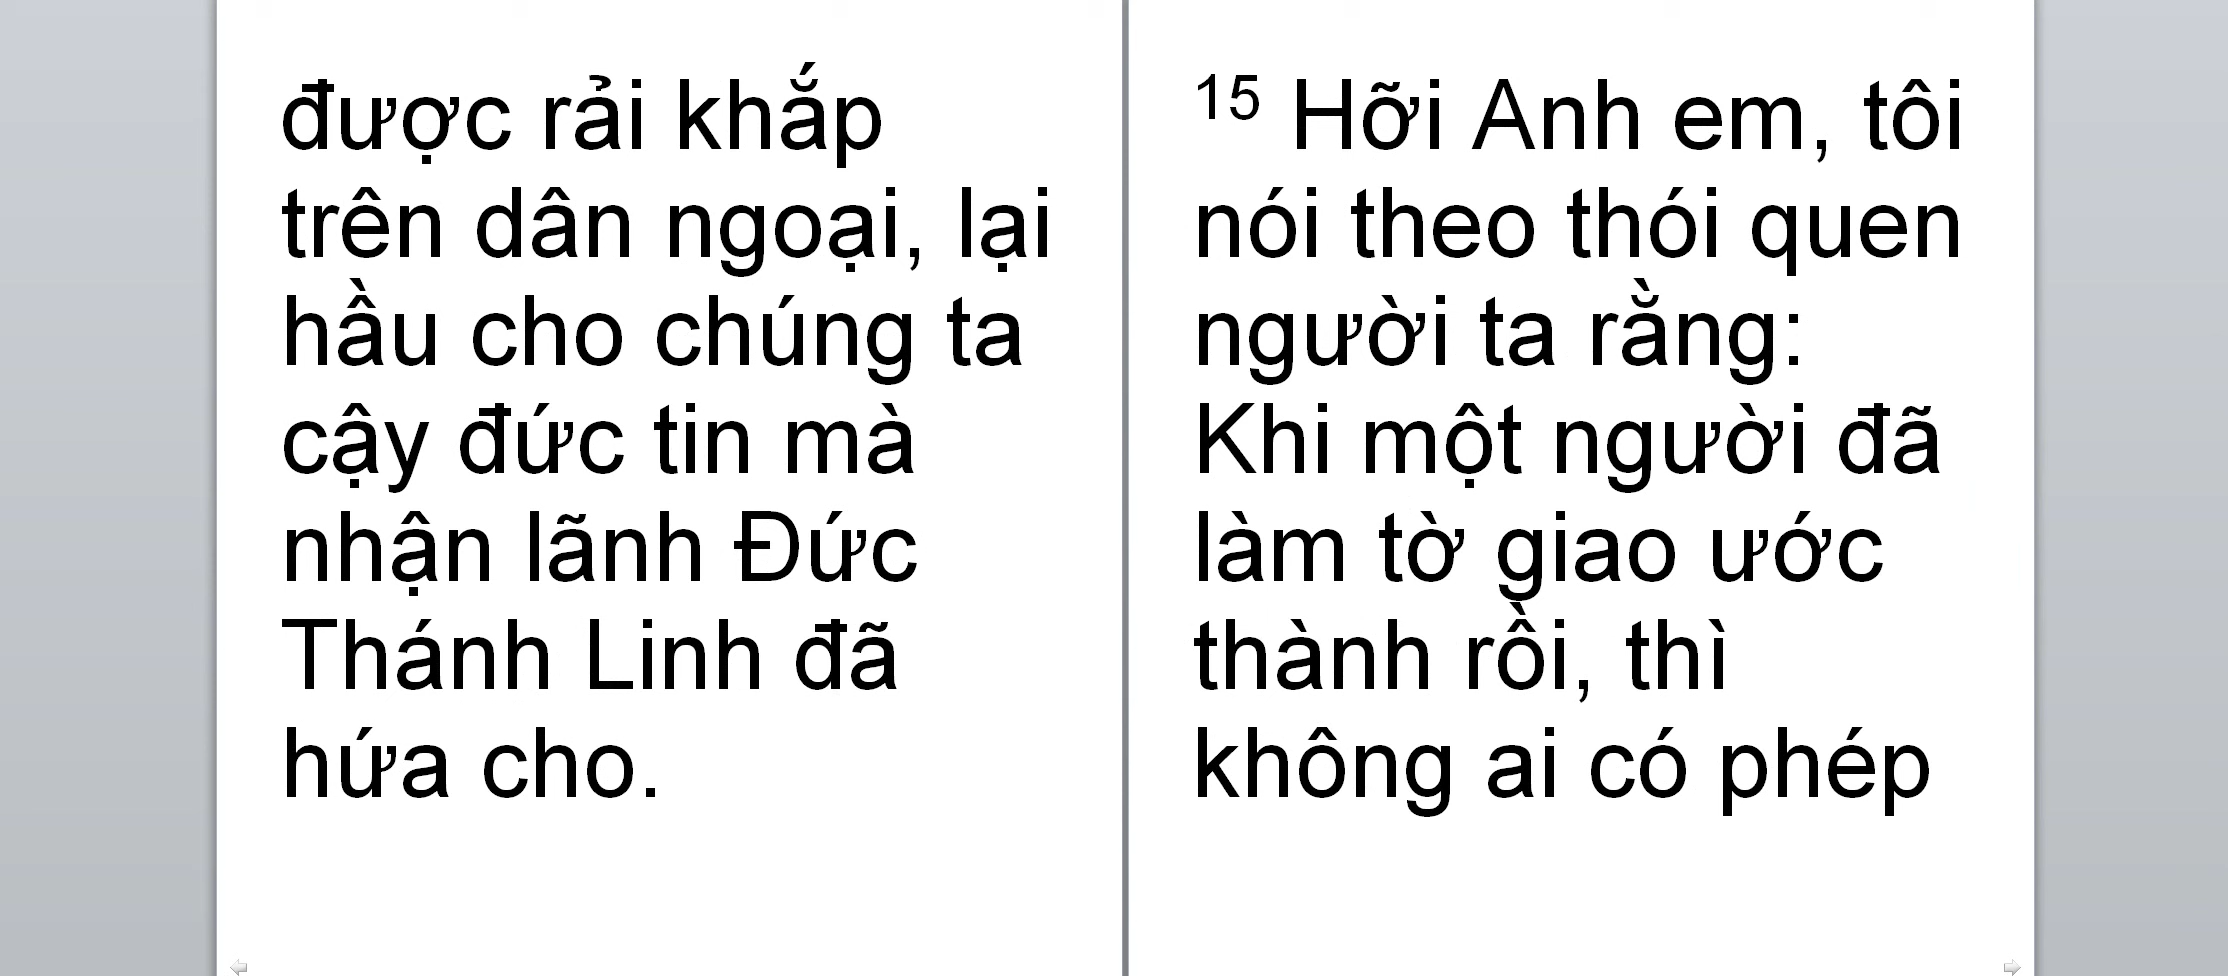 được rải khắp
trên dân ngoại, lại
hầu cho chúng ta
cậy đức tin mà
nhận lãnh Đức
Thánh Linh đã
hứa cho.
15 Hỡi Anh em, tôi
nói theo thói quen
người ta rằng:
Khi một người đã
làm tờ giao ước
thành rồi, thì
không ai có phép